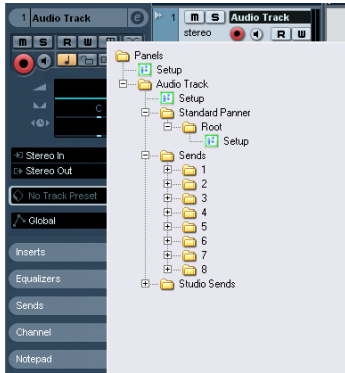 1 Audio Track
M S R W
C
Stereo In
Stereo Out
No Track Preset
Global
Inserts
Equalizers
Sends
Channel
Notepad
1 M S Audio Track
stereo R W
Panels
Setup
Audio Track
Setup
Standard Panner
Root
Setup
Sends
1
2
3
4
5
6
7
8
Studio Sends